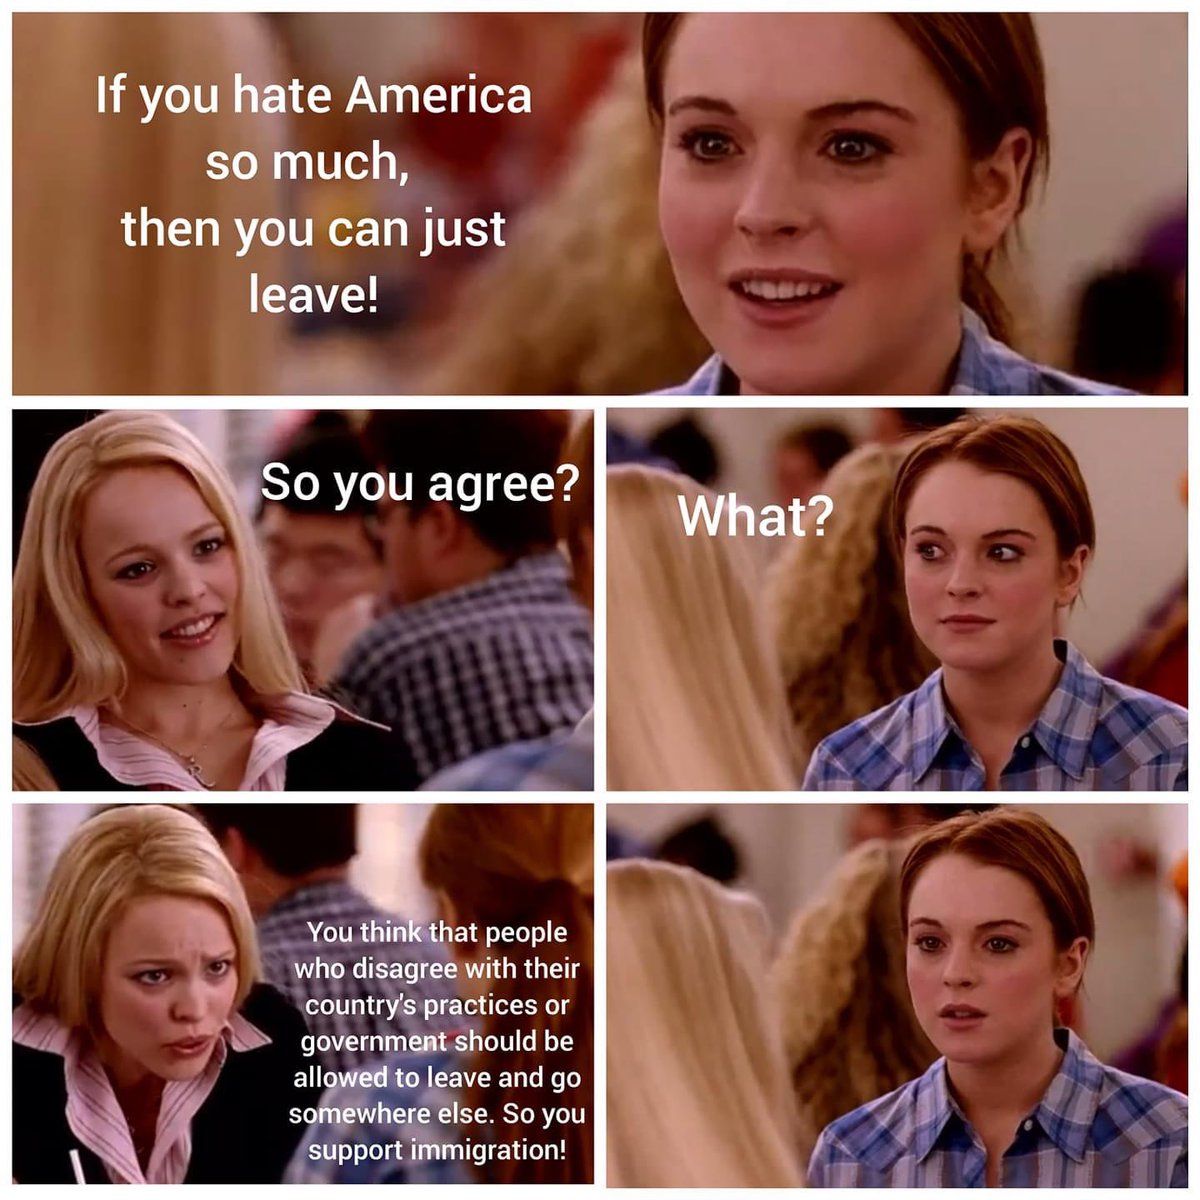 If you hate America
so much,
then you can just
leave!
So you agree?
What?
You think that people
who disagree with their
country's practices or
government should be
allowed to leave and go
somewhere else. So you
support immigration!